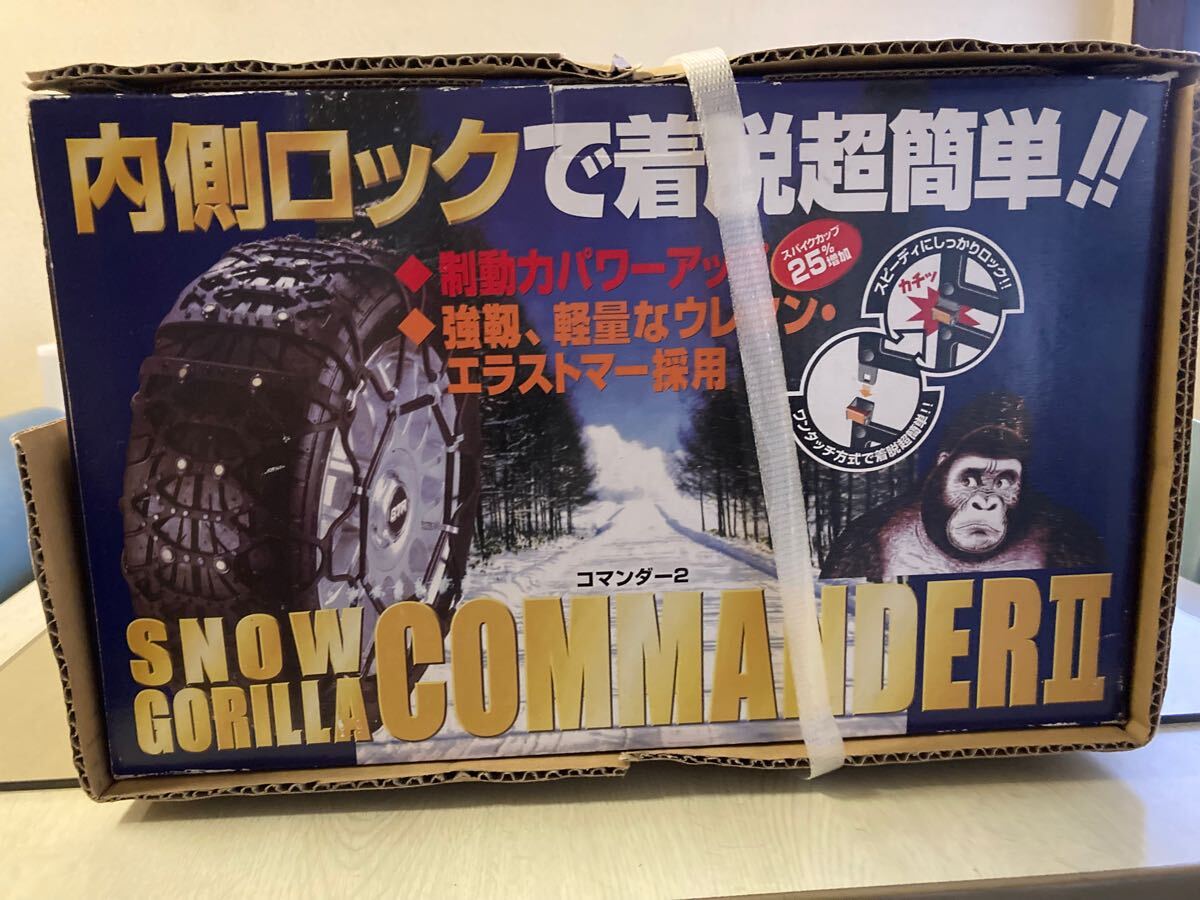 内側ロックで着脱超簡単!!
◆制動力パワーアップ
スパイクカップ
25%増加
◆強靱、軽量なウレタン・
エラストマー採用
スピーディにしっかりロック!!
カチッ
ワンタッチ方式で着脱超簡単!!
コマンダー2
SNOW
GORILLA
COMMANDER II